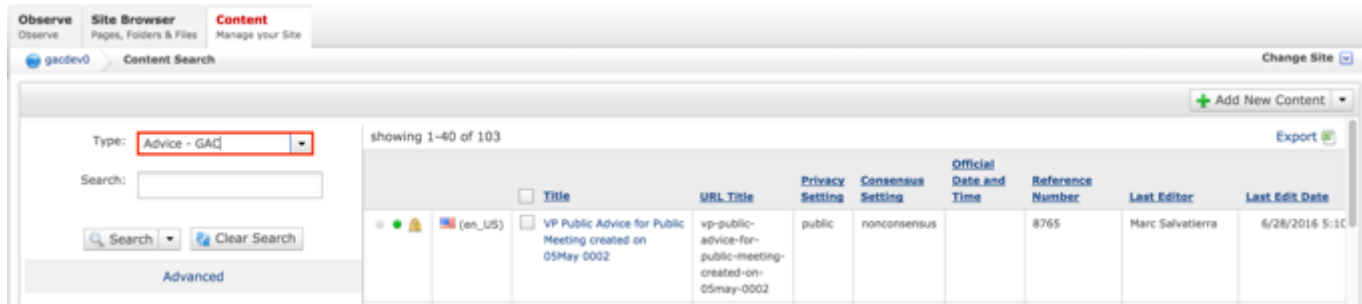 Observe Site Browser Content
Observe Pages, Folders & Files Manage your Site
gacdev0 Content Search Change Site
Add New Content
Type: Advice - GAC
showing 1-40 of 103 Export
Search:
Title URL Title Privacy Setting Consensus Setting Official Date and Time Reference Number Last Editor Last Edit Date
(en_US) VP Public Advice for Public vp-public- public nonconsensus 8765 Marc Salvatierra 6/28/2016 5:10
Meeting created on advice-for-
05May 0002 public-meeting-
created-on-
05may-0002
Search Clear Search
Advanced